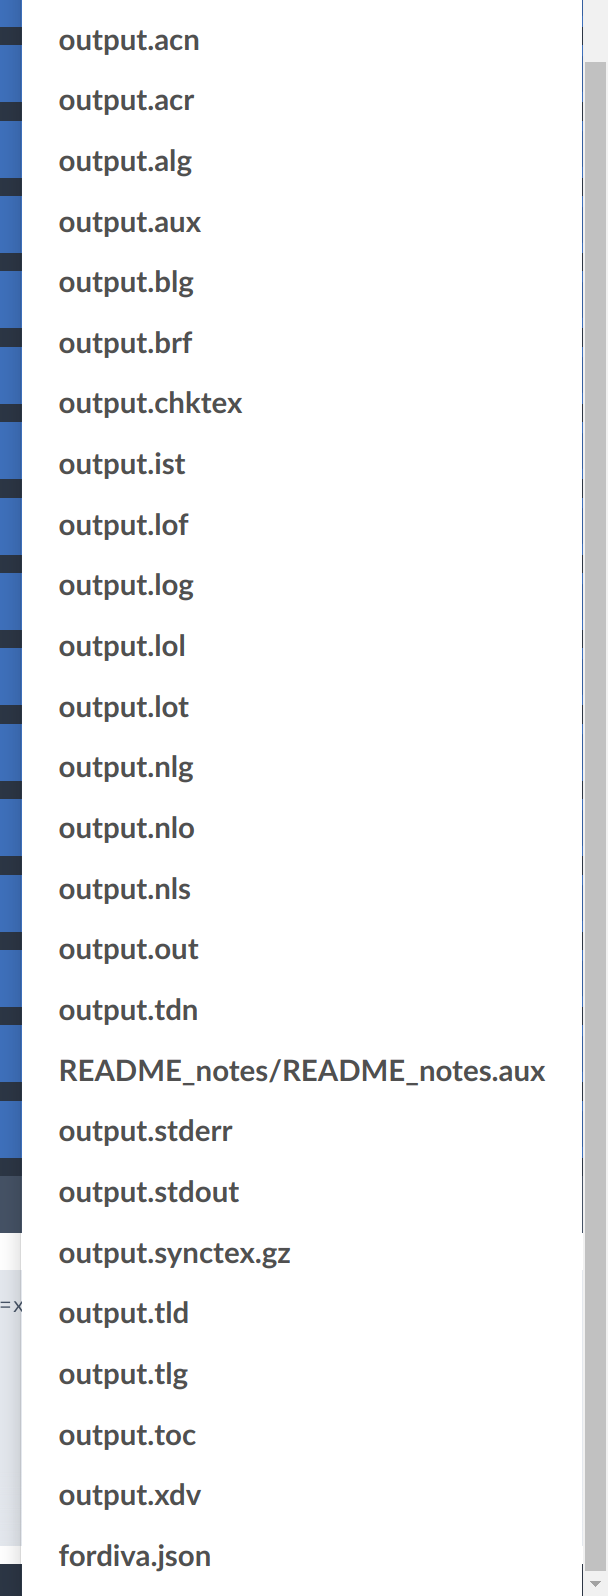 output.acn
output.acr
output.alg
output.aux
output.blg
output.brf
output.chktex
output.ist
output.lof
output.log
output.lol
output.lot
output.nlg
output.nlo
output.nls
output.out
output.tdn
README_notes/README_notes.aux
output.stderr
output.stdout
output.synctex.gz
=x
output.tld
output.tlg
output.toc
output.xdv
fordiva.json